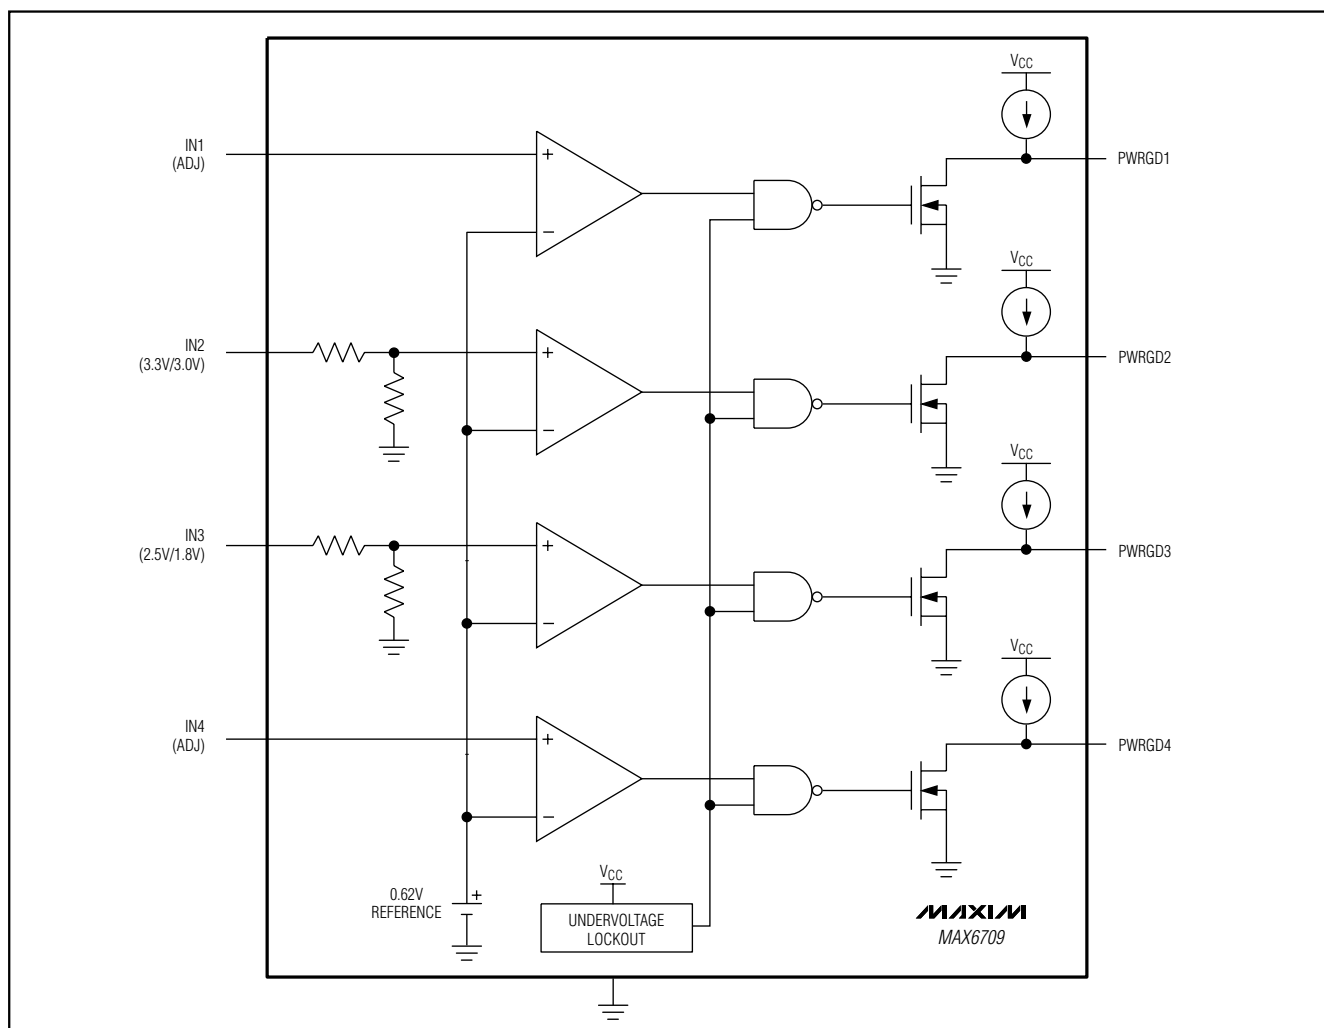 VCC
IN1
(ADJ)
+
−
PWRGD1
VCC
IN2
(3.3V/3.0V)
+
−
PWRGD2
VCC
IN3
(2.5V/1.8V)
+
−
PWRGD3
VCC
IN4
(ADJ)
+
−
PWRGD4
0.62V
REFERENCE
+
VCC
UNDERVOLTAGE
LOCKOUT
MAXIM
MAX6709